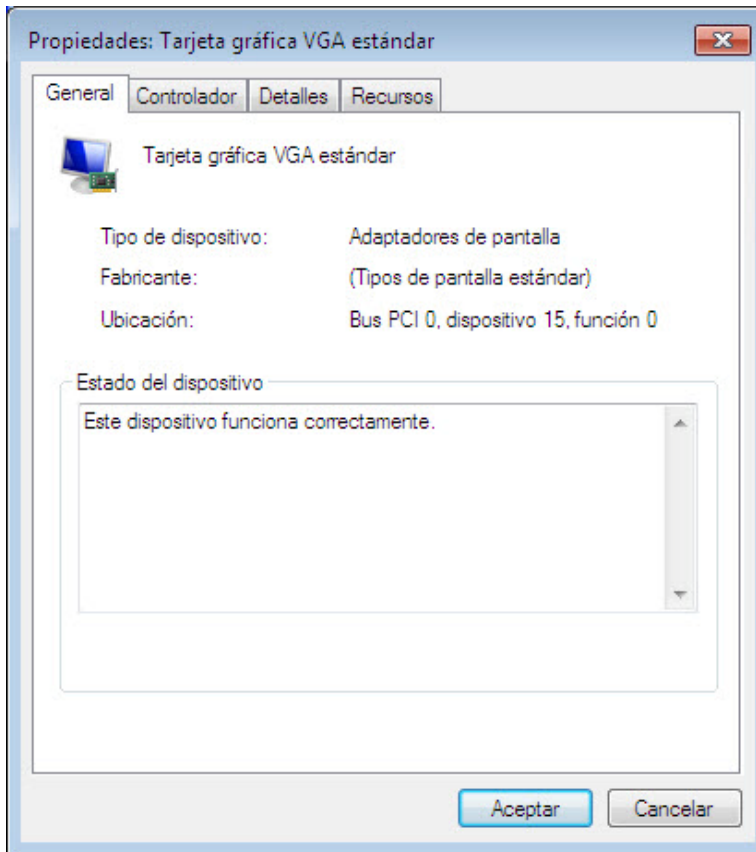 Propiedades: Tarjeta gráfica VGA estándar
General Controlador Detalles Recursos
Tarjeta gráfica VGA estándar
Tipo de dispositivo: Adaptadores de pantalla
Fabricante: (Tipos de pantalla estándar)
Ubicación: Bus PCI 0, dispositivo 15, función 0
Estado del dispositivo
Este dispositivo funciona correctamente.
Aceptar Cancelar